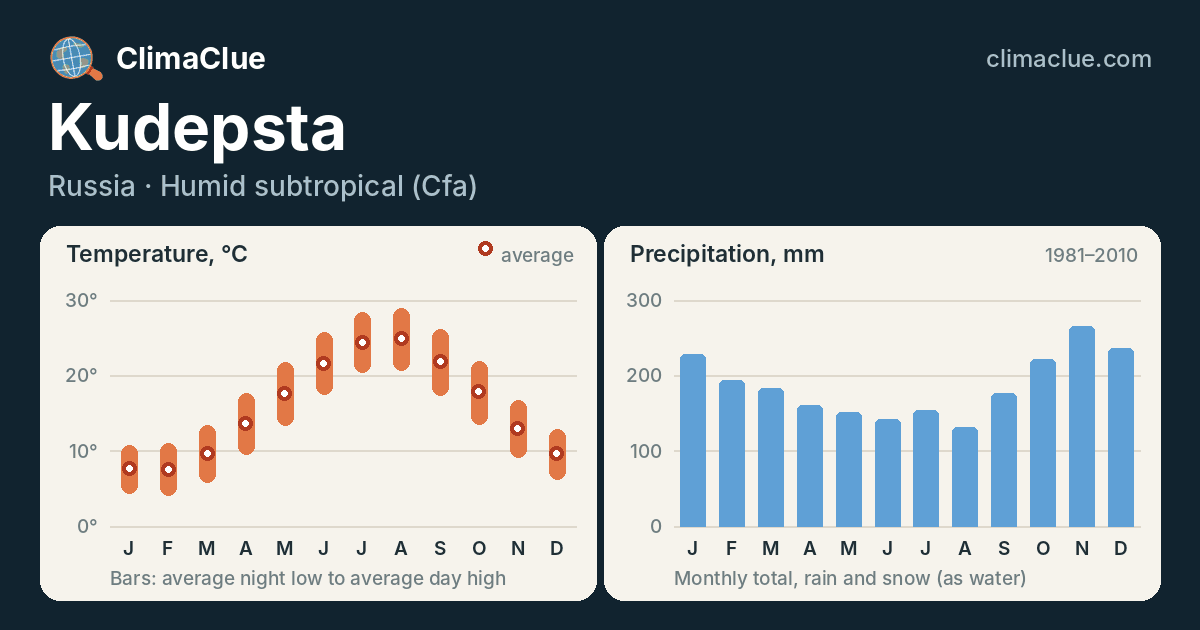 ClimaClue
climaclue.com
Kudepsta
Russia · Humid subtropical (Cfa)
Temperature, °C
average
30°
20°
10°
0°
J F M A M J J A S O N D
Bars: average night low to average day high
Precipitation, mm
1981–2010
300
200
100
0
J F M A M J J A S O N D
Monthly total, rain and snow (as water)